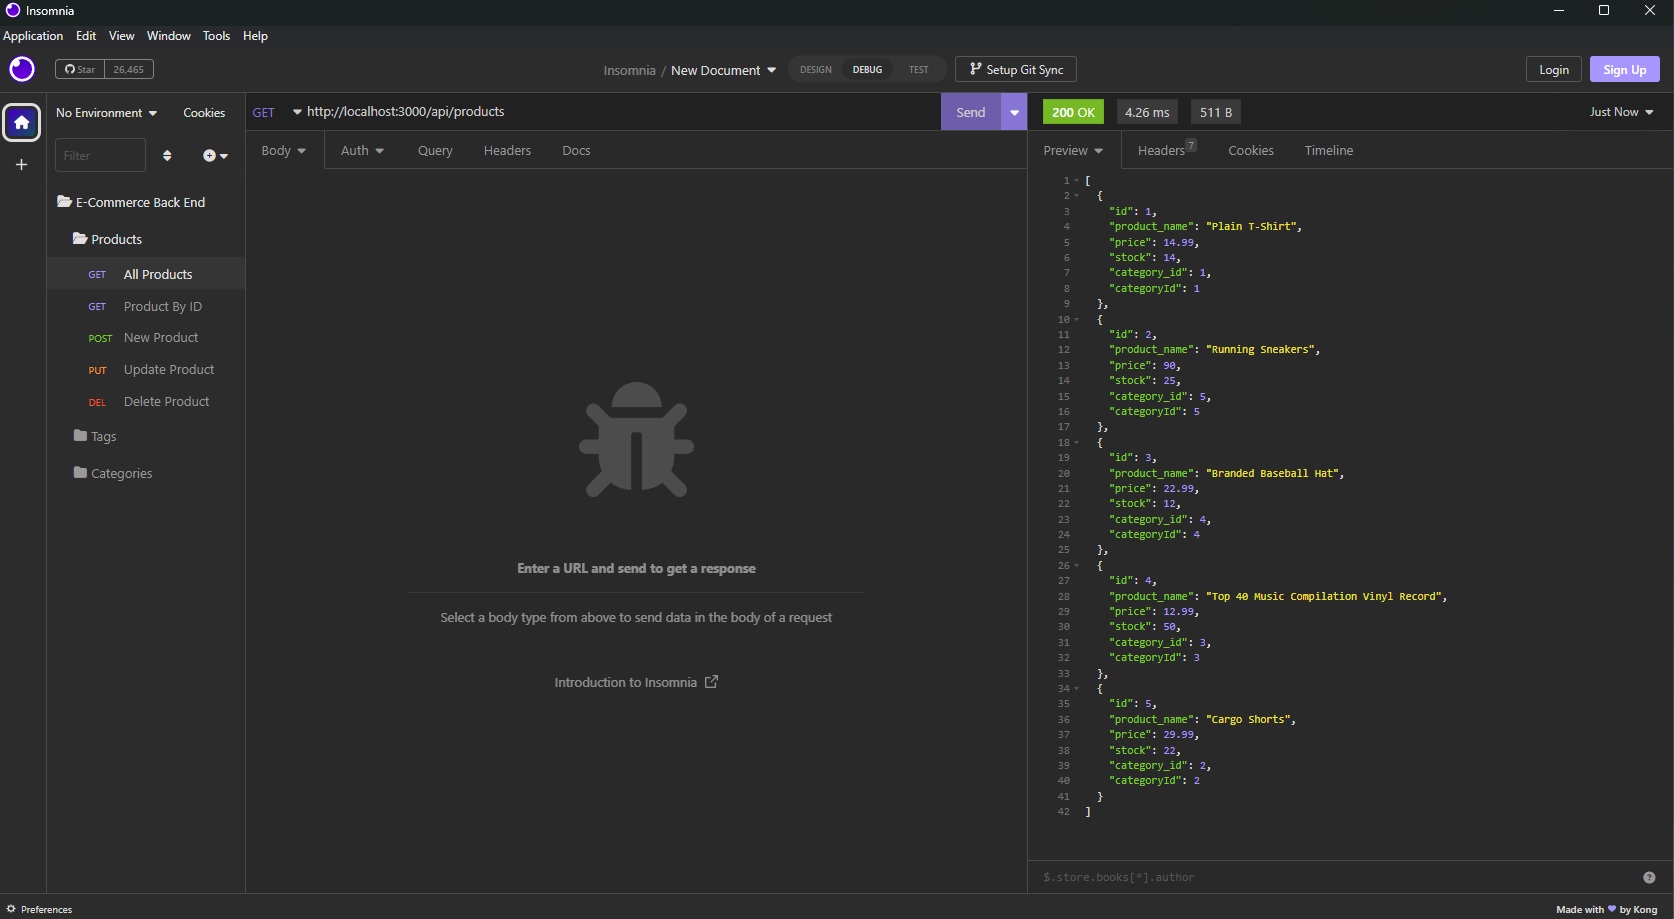 Insomnia
Application Edit View Window Tools Help
Star 26,465
Insomnia / New Document DESIGN DEBUG TEST Setup Git Sync
Login Sign Up
No Environment Cookies
Filter
E-Commerce Back End
Products
GET All Products
GET Product By ID
POST New Product
PUT Update Product
DEL Delete Product
Tags
Categories
GET http://localhost:3000/api/products Send
Body Auth Query Headers Docs
Enter a URL and send to get a response
Select a body type from above to send data in the body of a request
Introduction to Insomnia
200 OK 4.26 ms 511 B Just Now
Preview Headers 7 Cookies Timeline
1 [
2 {
3 "id": 1,
4 "product_name": "Plain T-Shirt",
5 "price": 14.99,
6 "stock": 14,
7 "category_id": 1,
8 "categoryId": 1
9 },
10 {
11 "id": 2,
12 "product_name": "Running Sneakers",
13 "price": 90,
14 "stock": 25,
15 "category_id": 5,
16 "categoryId": 5
17 },
18 {
19 "id": 3,
20 "product_name": "Branded Baseball Hat",
21 "price": 22.99,
22 "stock": 12,
23 "category_id": 4,
24 "categoryId": 4
25 },
26 {
27 "id": 4,
28 "product_name": "Top 40 Music Compilation Vinyl Record",
29 "price": 12.99,
30 "stock": 50,
31 "category_id": 3,
32 "categoryId": 3
33 },
34 {
35 "id": 5,
36 "product_name": "Cargo Shorts",
37 "price": 29.99,
38 "stock": 22,
39 "category_id": 2,
40 "categoryId": 2
41 }
42 ]
$.store.books[*].author
Preferences
Made with ♥ by Kong